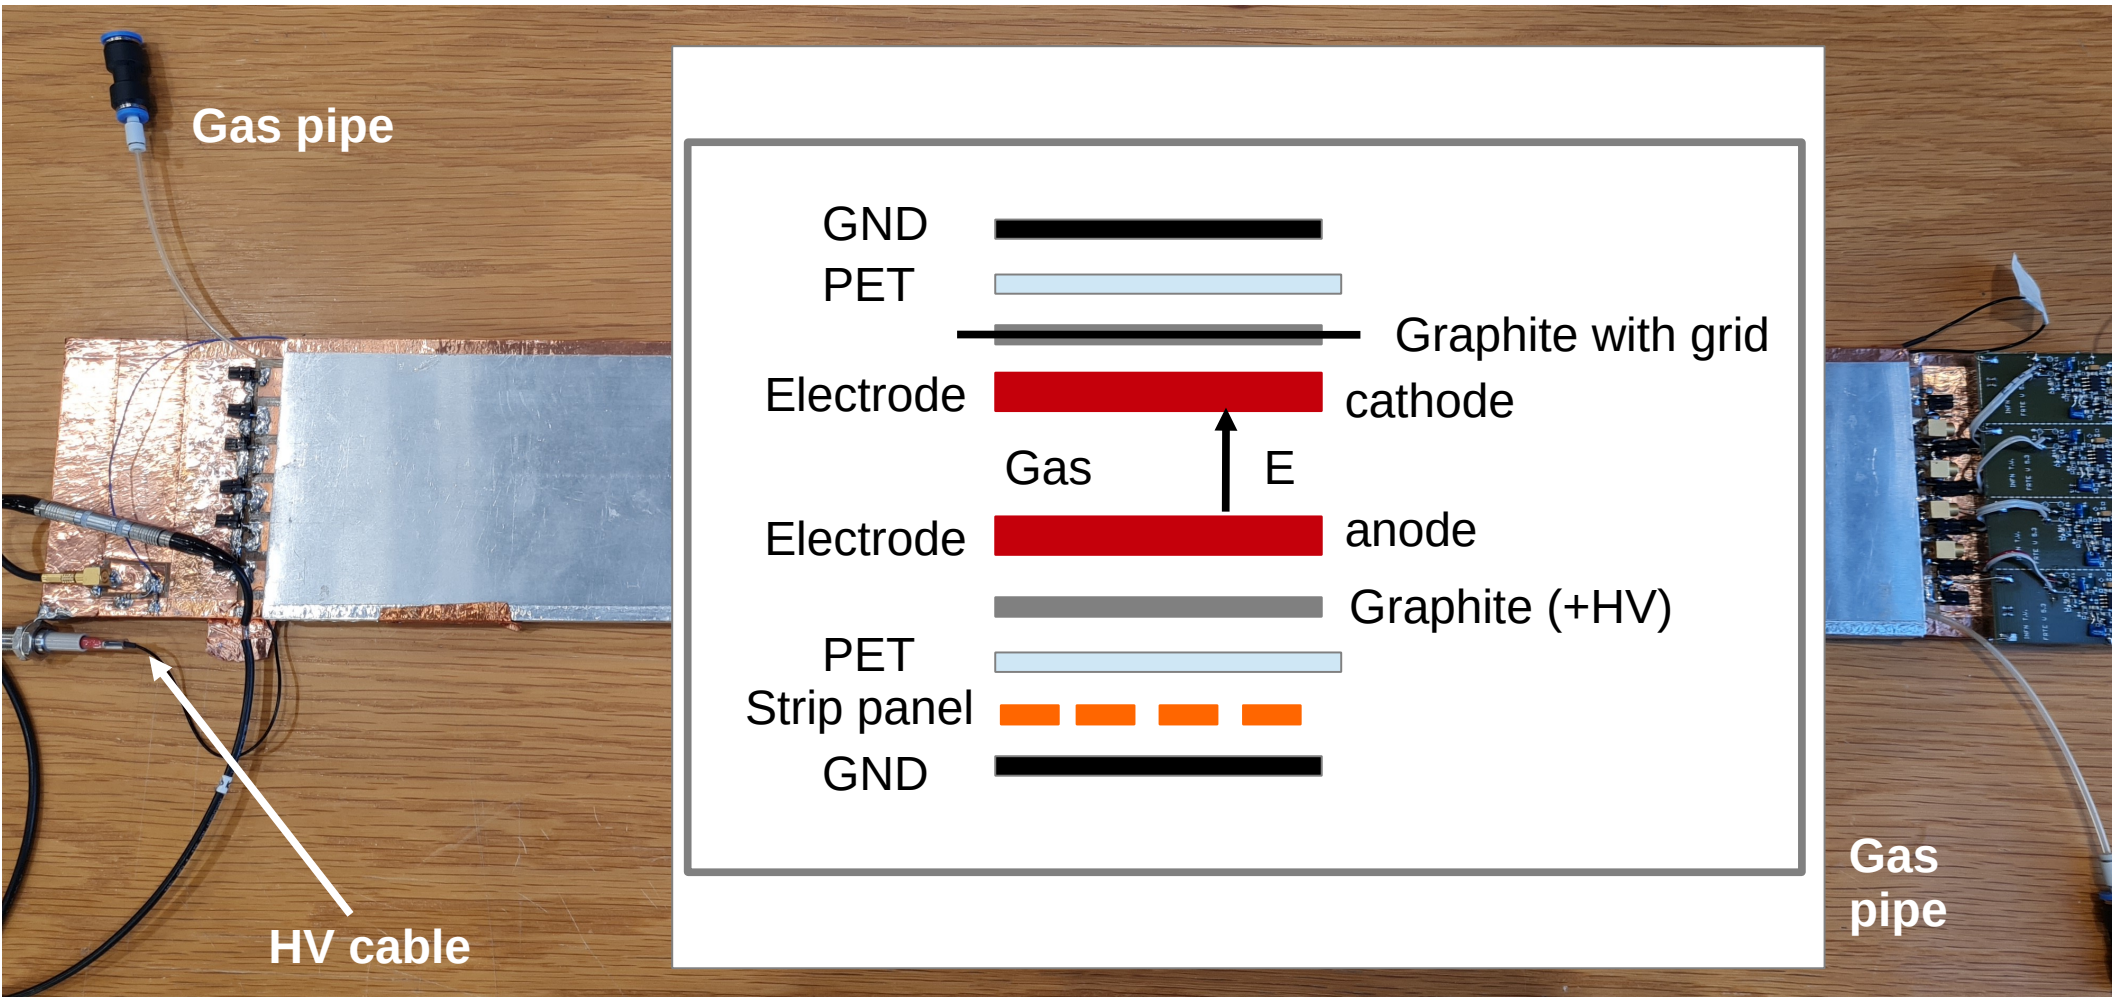 Gas pipe
GND
PET
Graphite with grid
Electrode
cathode
Gas
E
Electrode
anode
Graphite (+HV)
PET
Strip panel
GND
HV cable
Gas
pipe